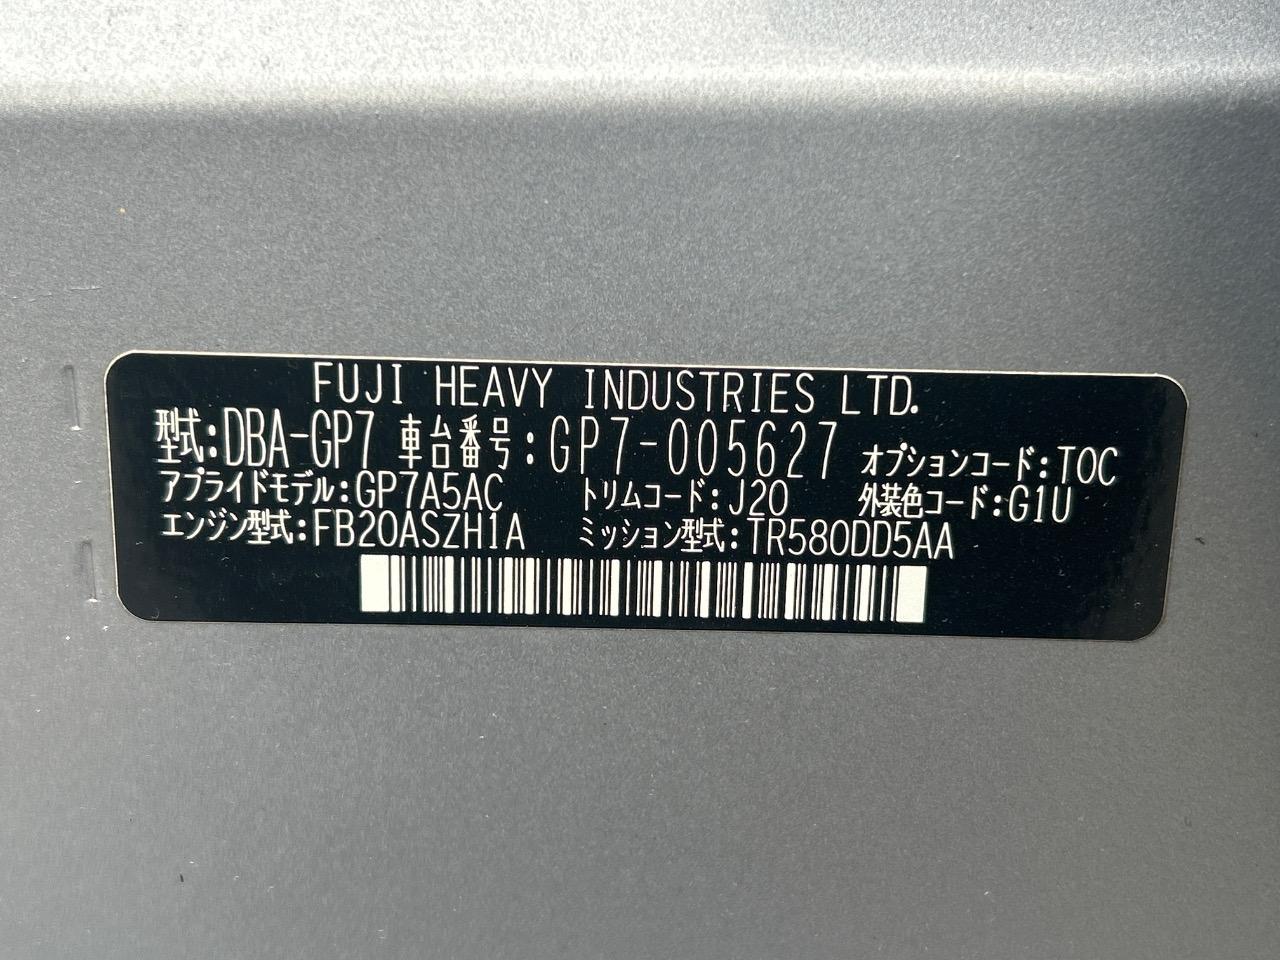 FUJI HEAVY INDUSTRIES LTD.
型式:DBA-GP7 車台番号:GP7-005627 オプションコード:TOC
アプライドモデル:GP7A5AC トリムコード:J20 外装色コード:G1U
エンジン型式:FB20ASZH1A ミッション型式:TR580DD5AA